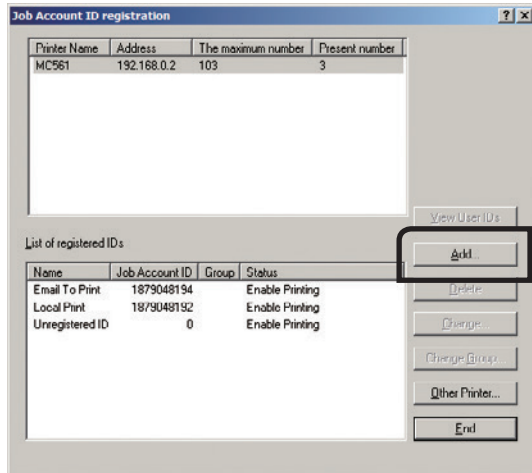 Job Account ID registration
Printer Name Address The maximum number Present number
MC561 192.168.0.2 103 3
View User IDs
List of registered IDs
Add...
Name Job Account ID Group Status
Email To Print 1879048194 Enable Printing
Delete
Local Print 1879048192 Enable Printing
Unregistered ID 0 Enable Printing
Change...
Change Group...
Other Printer...
End